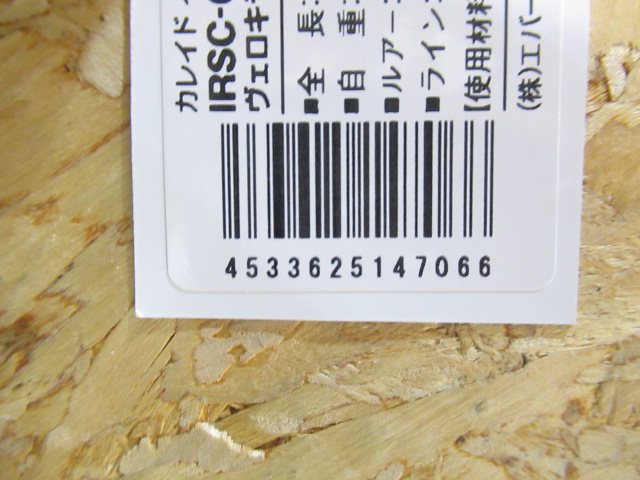 カレイド
IRSC-
ヴェロキ
■全長:
■自重:
■ルアー
■ライン
【使用材料
(株)エバー
4533625147066